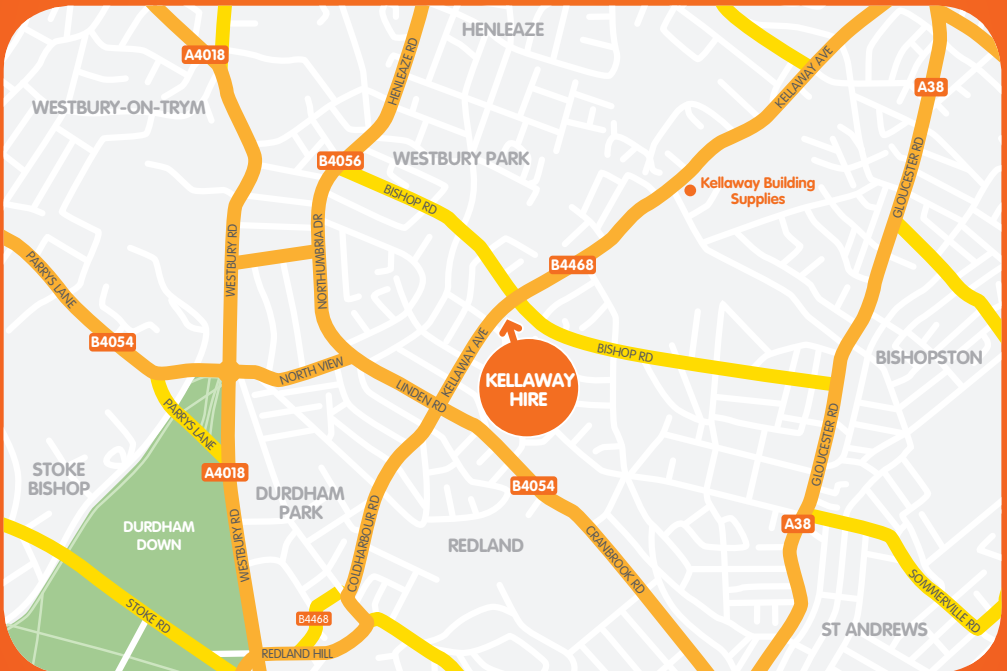 HENLEAZE
A4018
HENLEAZE RD
KELLAWAY AVE
A38
WESTBURY-ON-TRYM
B4056
WESTBURY PARK
BISHOP RD
Kellaway Building
Supplies
GLOUCESTER RD
WESTBURY RD
NORTHUMBRIA DR
PARRYS LANE
B4468
B4054
BISHOP RD
BISHOPSTON
NORTH VIEW
LINDEN RD
KELLAWAY AVE
KELLAWAY
HIRE
PARRYS LANE
GLOUCESTER RD
STOKE
BISHOP
A4018
DURDHAM
PARK
B4054
DURDHAM
DOWN
WESTBURY RD
COLDHARBOUR RD
REDLAND
CRANBROOK RD
A38
SOMMERVILLE RD
STOKE RD
B4468
REDLAND HILL
ST ANDREWS